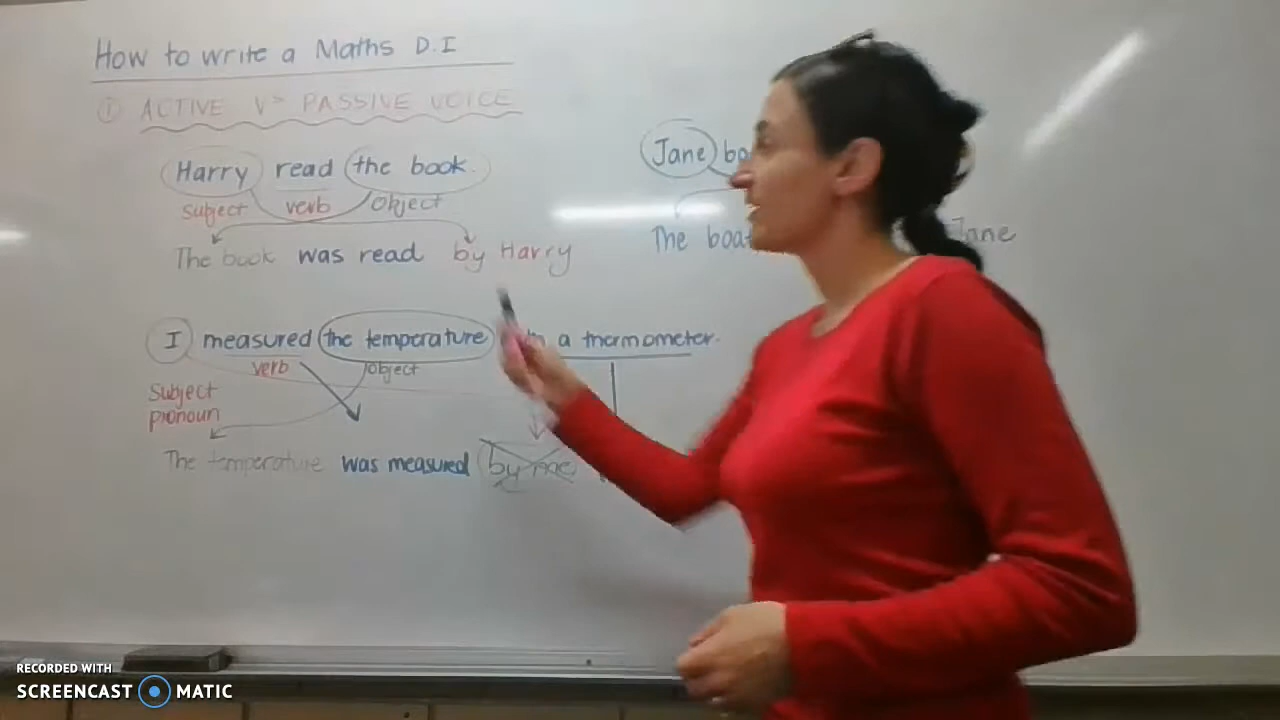 How to write a Maths D.I
① ACTIVE Vs PASSIVE VOICE
Harry read the book.
Subject verb Object
The book was read by Harry
Jane
The boat Jane
I measured the temperature a thermometer.
verb object
Subject
pronoun
The temperature was measured by me
RECORDED WITH
SCREENCAST MATIC